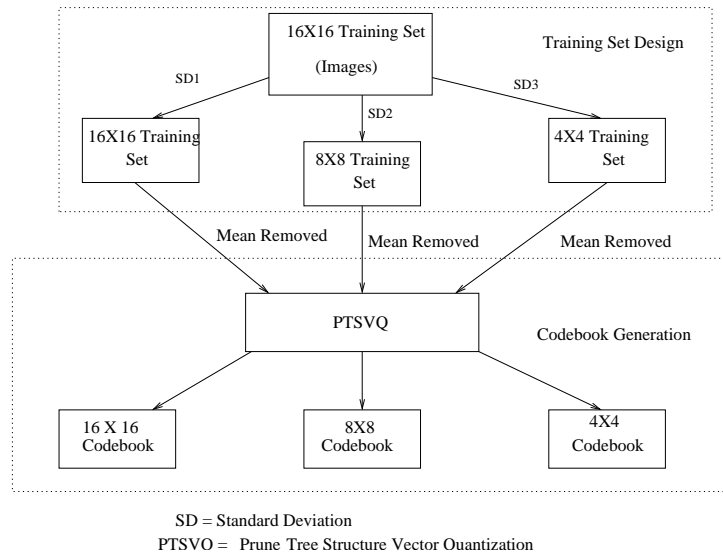 16X16 Training Set
(Images)
Training Set Design
SD1
SD2
SD3
16X16 Training
Set
8X8 Training
Set
4X4 Training
Set
Mean Removed
Mean Removed
Mean Removed
PTSVQ
Codebook Generation
16 X 16
Codebook
8X8
Codebook
4X4
Codebook
SD = Standard Deviation
PTSVQ = Prune Tree Structure Vector Quantization